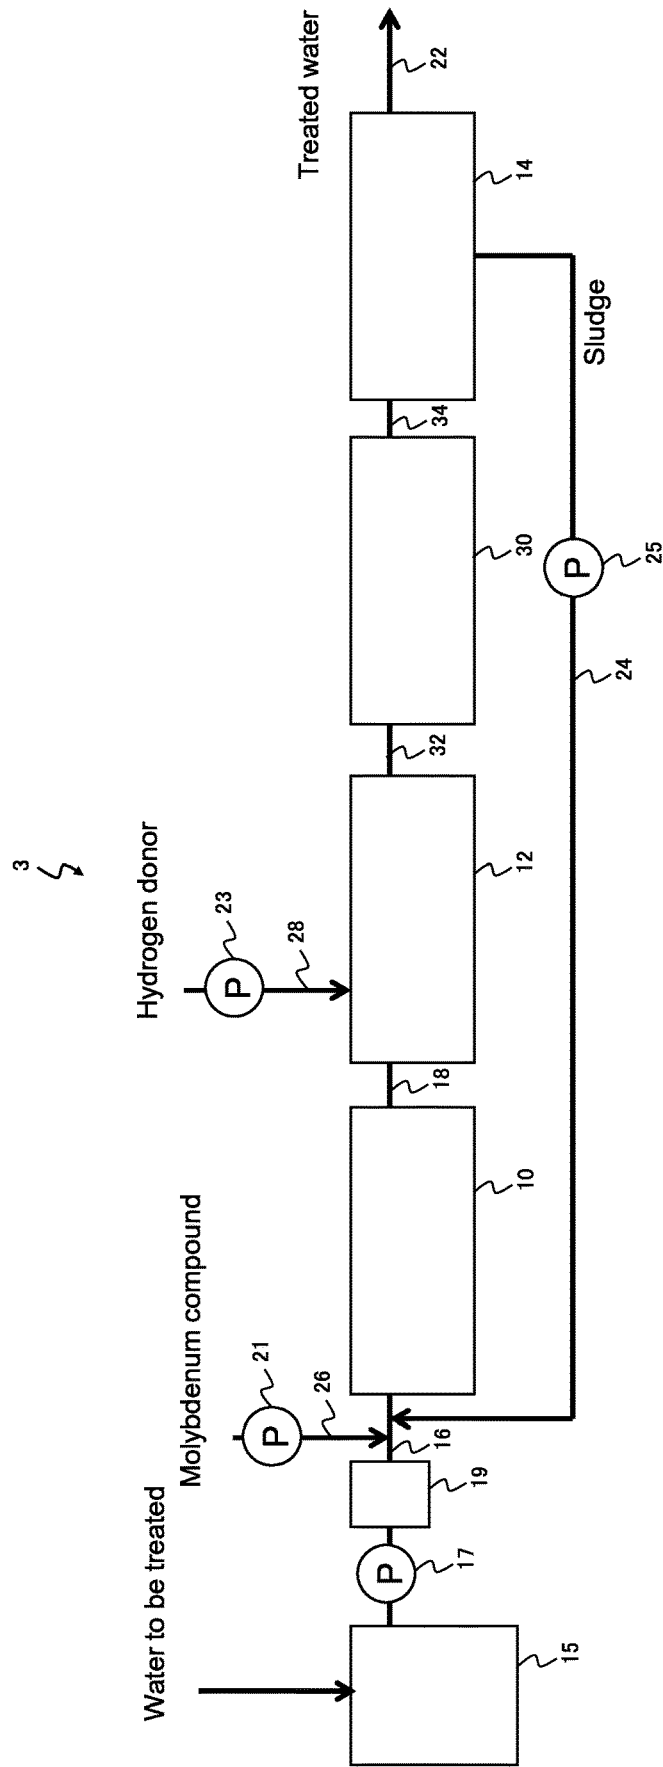 3
Water to be treated
Molybdenum compound
Hydrogen donor
Treated water
P
21
26
P
23
28
22
15
P
17
19
16
10
18
12
32
30
34
14
Sludge
24
P
25